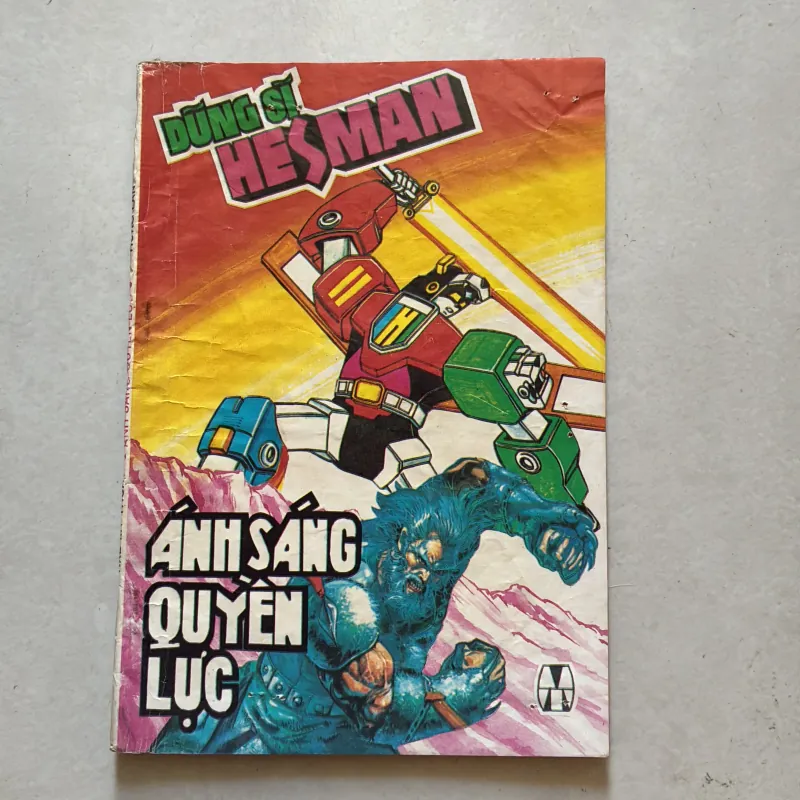 DŨNG SĨ
HESMAN
ÁNH SÁNG
QUYỀN
LỰC